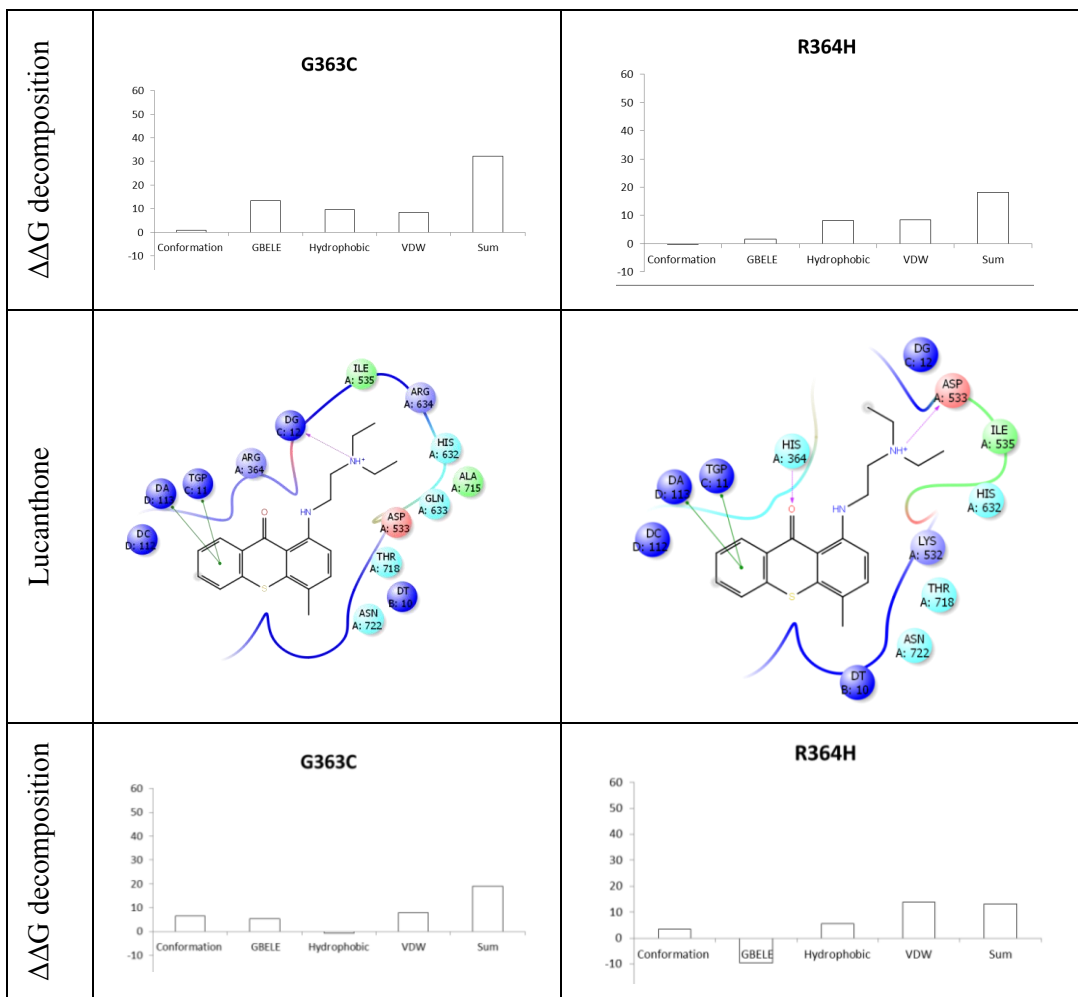 ΔΔG decomposition
G363C
60
50
40
30
20
10
0
-10
Conformation GBELE Hydrophobic VDW Sum
R364H
60
50
40
30
20
10
0
-10
Conformation GBELE Hydrophobic VDW Sum
Lucanthone
ILE
A: 535
ARG
A: 634
DG
C: 12
HIS
A: 632
ARG
A: 364
ALA
A: 715
TGP
C: 11
DA
D: 113
GLN
A: 633
NH+
HN
O
S
ASP
A: 533
DC
D: 112
THR
A: 718
DT
B: 10
ASN
A: 722
DG
C: 12
ASP
A: 533
ILE
A: 535
HIS
A: 364
TGP
C: 11
DA
D: 113
HIS
A: 632
NH+
HN
O
S
DC
D: 112
LYS
A: 532
THR
A: 718
ASN
A: 722
DT
B: 10
ΔΔG decomposition
G363C
60
50
40
30
20
10
0
-10
Conformation GBELE Hydrophobic VDW Sum
R364H
60
50
40
30
20
10
0
-10
Conformation GBELE Hydrophobic VDW Sum